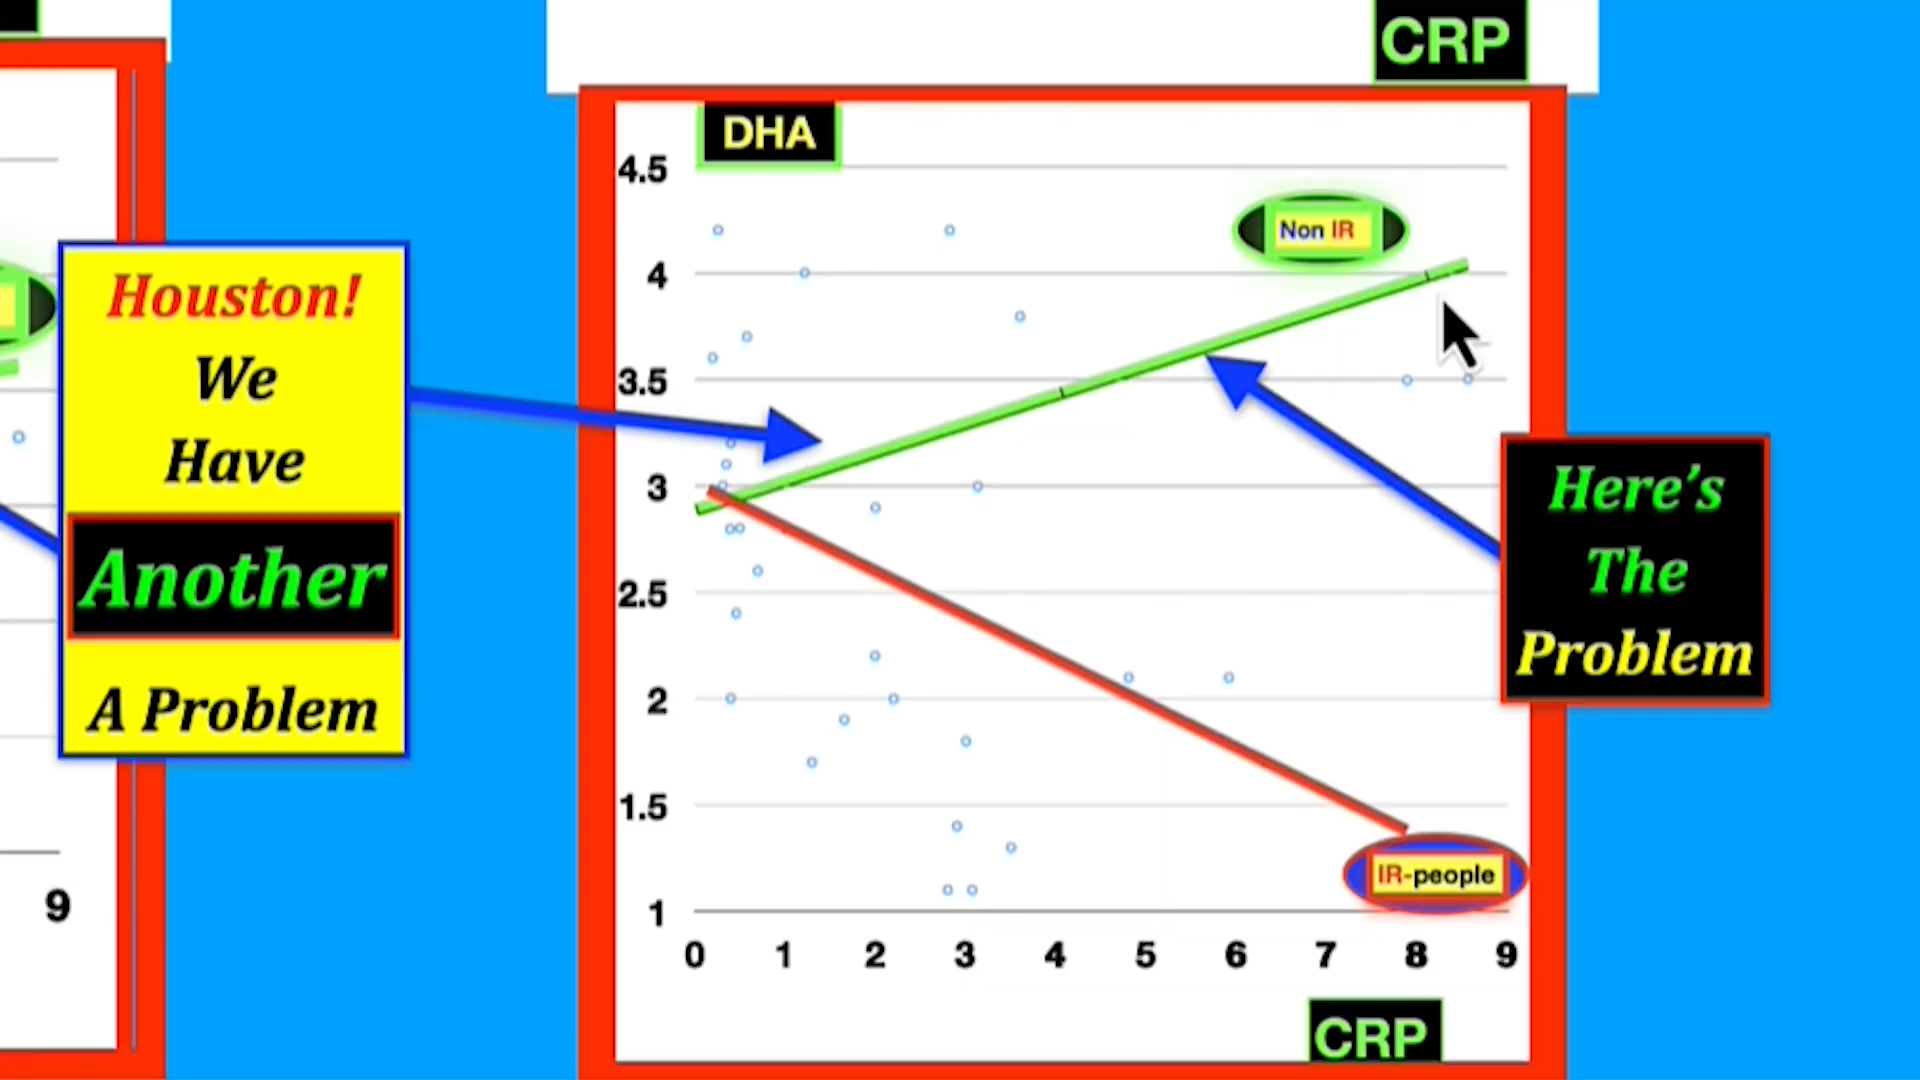 CRP
DHA
4.5
4
3.5
3
2.5
2
1.5
1
0 1 2 3 4 5 6 7 8 9
CRP
Non IR
IR-people
Houston!
We
Have
Another
A Problem
Here's
The
Problem
9